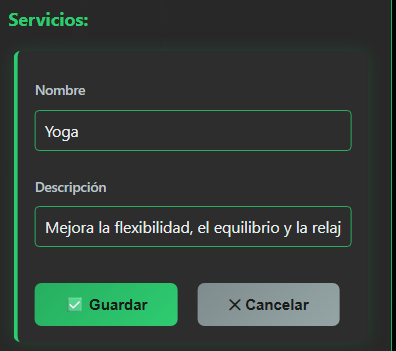 Servicios:
Nombre
Yoga
Descripción
Mejora la flexibilidad, el equilibrio y la relaj
✅ Guardar
✕ Cancelar